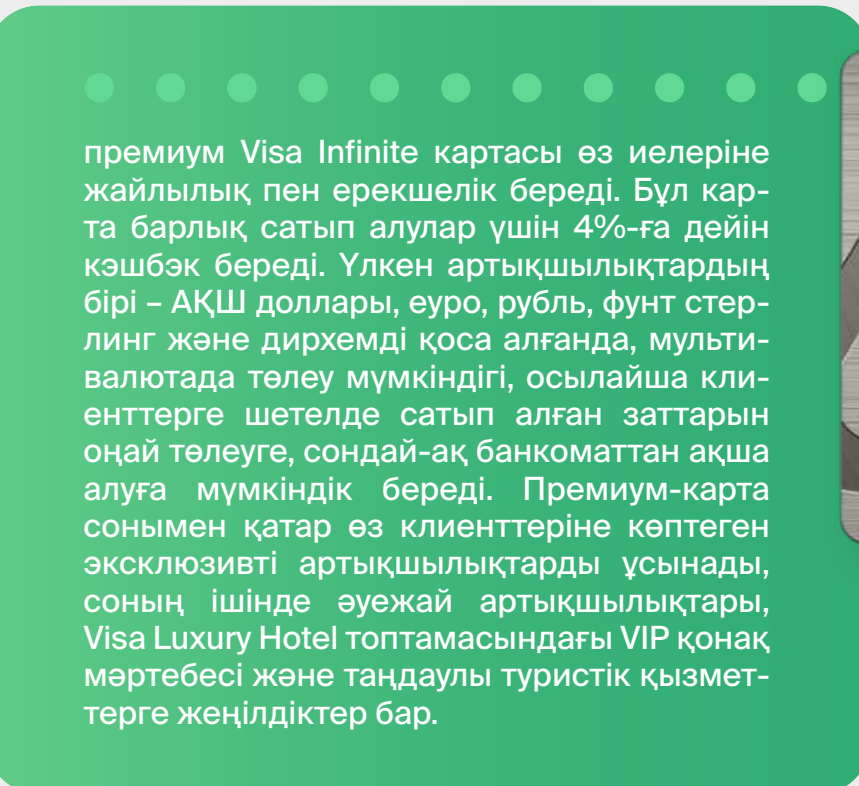 премиум Visa Infinite картасы өз иелеріне
жайлылық пен ерекшелік береді. Бұл кар-
та барлық сатып алулар үшін 4%-ға дейін
кэшбэк береді. Үлкен артықшылықтардың
бірі – АҚШ доллары, еуро, рубль, фунт стер-
линг және дирхемді қоса алғанда, мульти-
валютада төлеу мүмкіндігі, осылайша кли-
енттерге шетелде сатып алған заттарын
оңай төлеуге, сондай-ақ банкоматтан ақша
алуға мүмкіндік береді. Премиум-карта
сонымен қатар өз клиенттеріне көптеген
эксклюзивті артықшылықтарды ұсынады,
соның ішінде әуежай артықшылықтары,
Visa Luxury Hotel топтамасындағы VIP қонақ
мәртебесі және таңдаулы туристік қызмет-
терге жеңілдіктер бар.